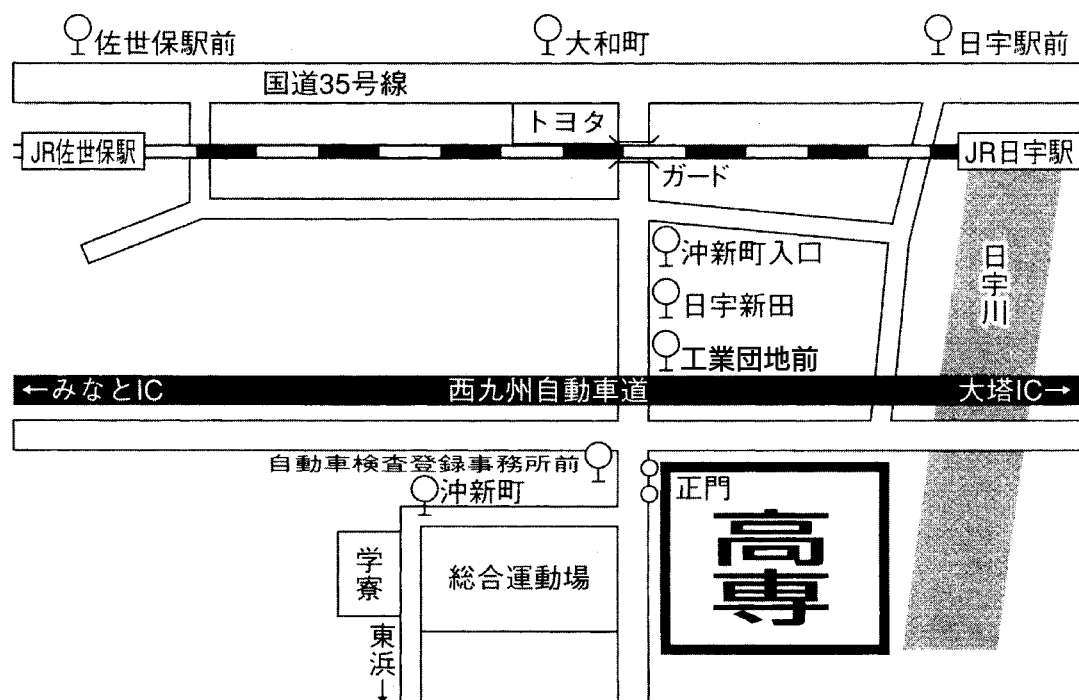 佐世保駅前
大和町
日宇駅前
国道35号線
トヨタ
JR佐世保駅
JR日宇駅
ガード
沖新町入口
日宇新田
工業団地前
日宇川
←みなとIC
西九州自動車道
大塔IC→
自動車検査登録事務所前
沖新町
正門
高専
学寮
総合運動場
東浜↓